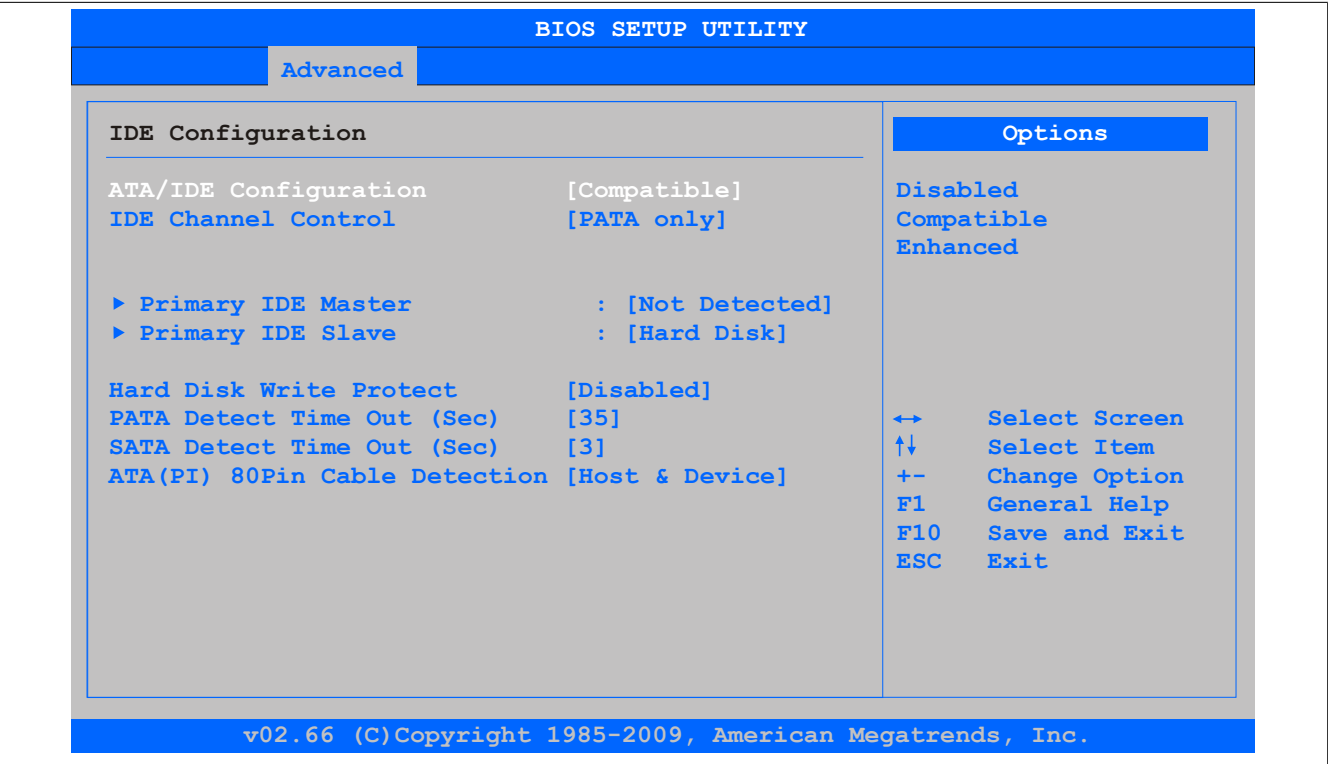 BIOS SETUP UTILITY
Advanced
IDE Configuration
ATA/IDE Configuration [Compatible]
IDE Channel Control [PATA only]
▶ Primary IDE Master : [Not Detected]
▶ Primary IDE Slave : [Hard Disk]
Hard Disk Write Protect [Disabled]
PATA Detect Time Out (Sec) [35]
SATA Detect Time Out (Sec) [3]
ATA(PI) 80Pin Cable Detection [Host & Device]
Options
Disabled
Compatible
Enhanced
↔ Select Screen
↑↓ Select Item
+- Change Option
F1 General Help
F10 Save and Exit
ESC Exit
v02.66 (C)Copyright 1985-2009, American Megatrends, Inc.